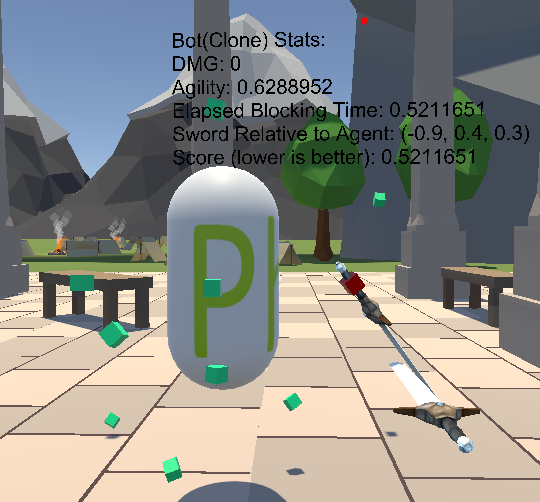 Bot(Clone) Stats:
DMG: 0
Agility: 0.6288952
Elapsed Blocking Time: 0.5211651
Sword Relative to Agent: (-0.9, 0.4, 0.3)
Score (lower is better): 0.5211651